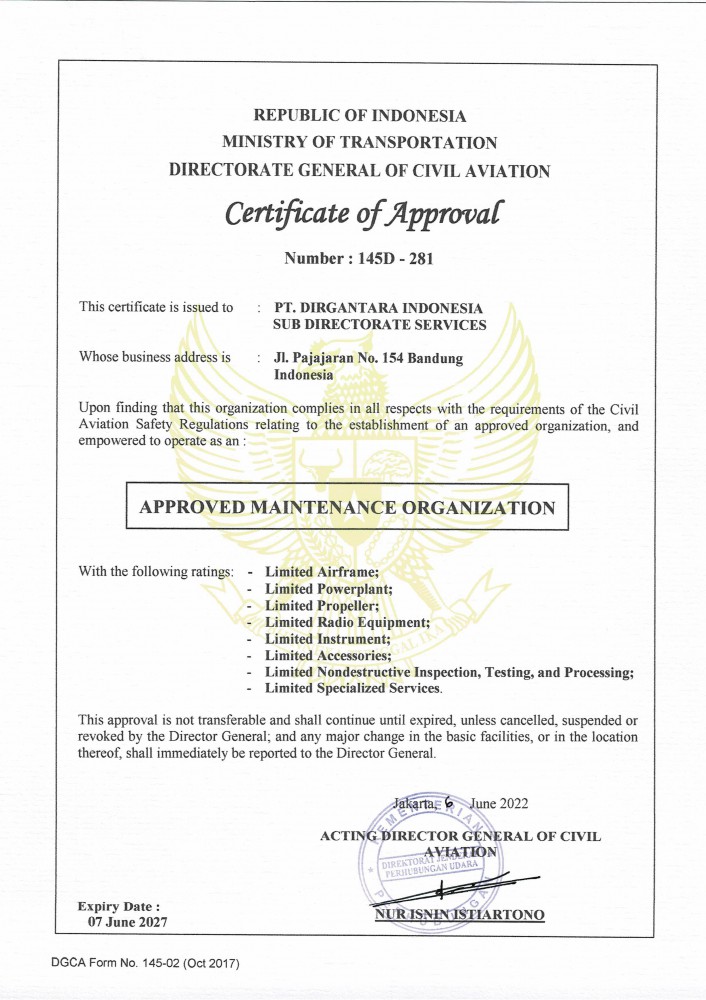 REPUBLIC OF INDONESIA
MINISTRY OF TRANSPORTATION
DIRECTORATE GENERAL OF CIVIL AVIATION
Certificate of Approval
Number : 145D - 281
This certificate is issued to : PT. DIRGANTARA INDONESIA
SUB DIRECTORATE SERVICES
Whose business address is : Jl. Pajajaran No. 154 Bandung
Indonesia
Upon finding that this organization complies in all respects with the requirements of the Civil
Aviation Safety Regulations relating to the establishment of an approved organization, and
empowered to operate as an :
APPROVED MAINTENANCE ORGANIZATION
With the following ratings: - Limited Airframe;
- Limited Powerplant;
- Limited Propeller;
- Limited Radio Equipment;
- Limited Instrument;
- Limited Accessories;
- Limited Nondestructive Inspection, Testing, and Processing;
- Limited Specialized Services.
This approval is not transferable and shall continue until expired, unless cancelled, suspended or
revoked by the Director General; and any major change in the basic facilities, or in the location
thereof, shall immediately be reported to the Director General.
Jakarta, 6 June 2022
ACTING DIRECTOR GENERAL OF CIVIL
AVIATION
KEMENTERIAN
DIREKTORAT JENDERAL
PERHUBUNGAN UDARA
NUR ISNIN ISTIARTONO
Expiry Date :
07 June 2027
DGCA Form No. 145-02 (Oct 2017)